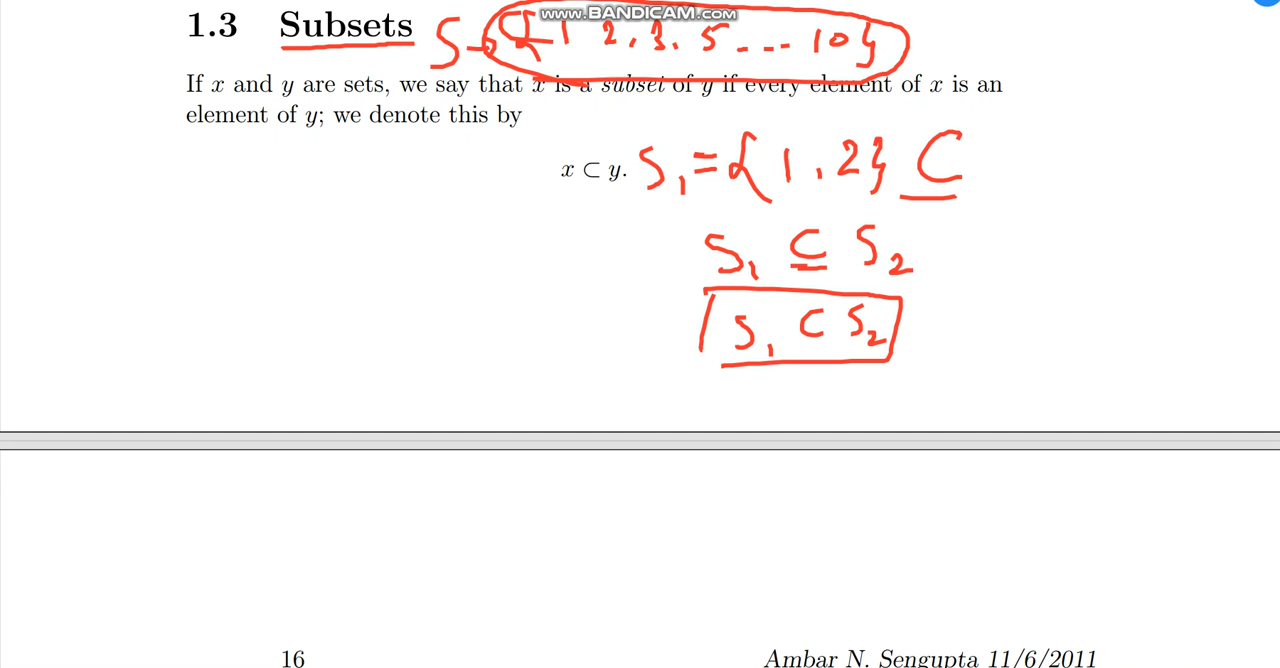 www.BANDICAM.com
1.3 Subsets S → { 1 2, 3, 5 --- 10 }
If x and y are sets, we say that x is a subset of y if every element of x is an
element of y; we denote this by
x ⊂ y. S₁ = { 1, 2 } ⊆
S₁ ⊆ S₂
S₁ ⊂ S₂
16 Ambar N. Sengupta 11/6/2011